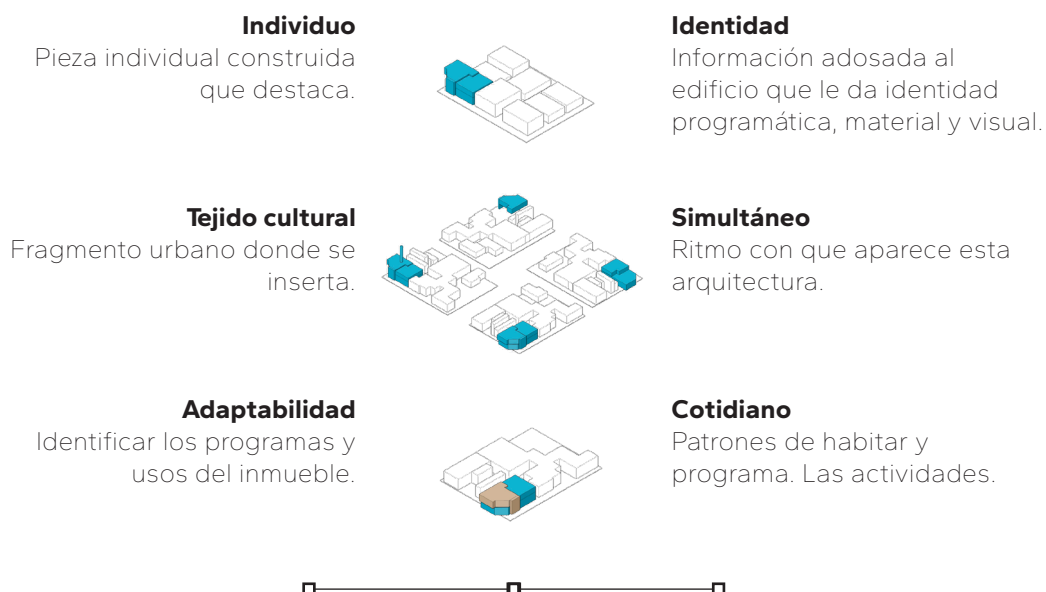 Individuo
Pieza individual construida
que destaca.
Identidad
Información adosada al
edificio que le da identidad
programática, material y visual.
Tejido cultural
Fragmento urbano donde se
inserta.
Simultáneo
Ritmo con que aparece esta
arquitectura.
Adaptabilidad
Identificar los programas y
usos del inmueble.
Cotidiano
Patrones de habitar y
programa. Las actividades.